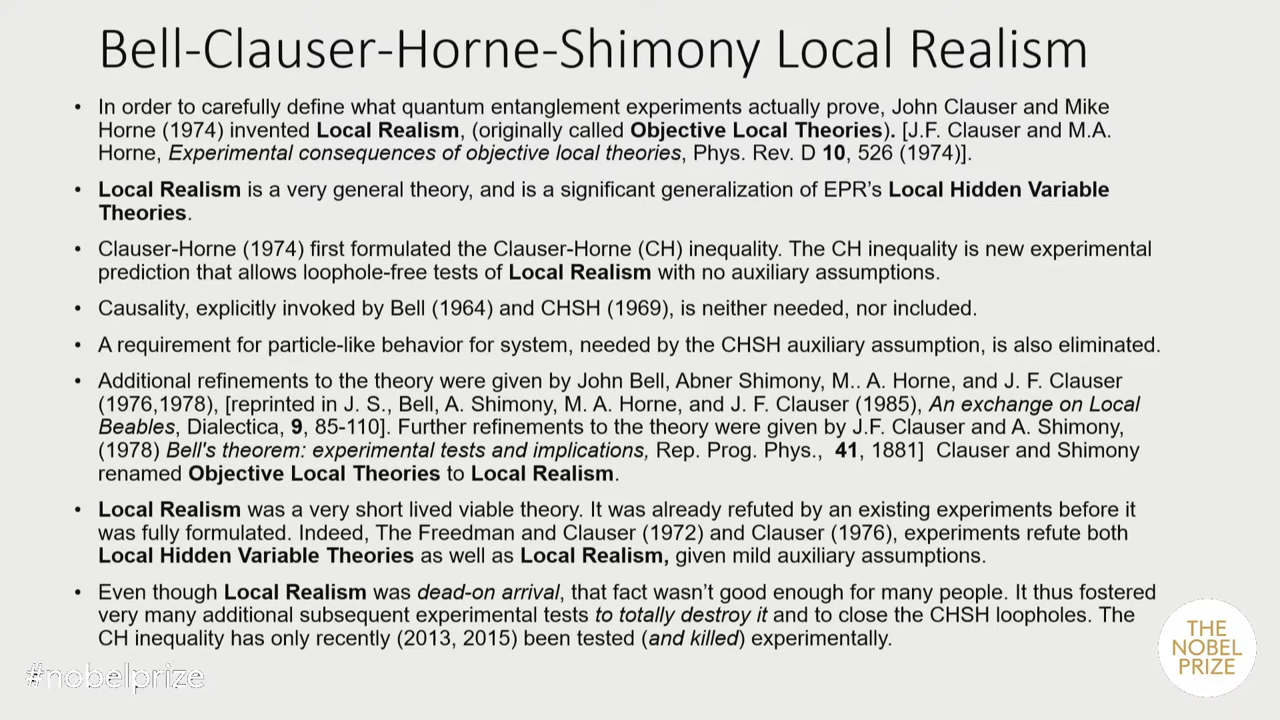 Bell-Clauser-Horne-Shimony Local Realism
• In order to carefully define what quantum entanglement experiments actually prove, John Clauser and Mike
Horne (1974) invented Local Realism, (originally called Objective Local Theories). [J.F. Clauser and M.A.
Horne, Experimental consequences of objective local theories, Phys. Rev. D 10, 526 (1974)].
• Local Realism is a very general theory, and is a significant generalization of EPR's Local Hidden Variable
Theories.
• Clauser-Horne (1974) first formulated the Clauser-Horne (CH) inequality. The CH inequality is new experimental
prediction that allows loophole-free tests of Local Realism with no auxiliary assumptions.
• Causality, explicitly invoked by Bell (1964) and CHSH (1969), is neither needed, nor included.
• A requirement for particle-like behavior for system, needed by the CHSH auxiliary assumption, is also eliminated.
• Additional refinements to the theory were given by John Bell, Abner Shimony, M.. A. Horne, and J. F. Clauser
(1976,1978), [reprinted in J. S., Bell, A. Shimony, M. A. Horne, and J. F. Clauser (1985), An exchange on Local
Beables, Dialectica, 9, 85-110]. Further refinements to the theory were given by J.F. Clauser and A. Shimony,
(1978) Bell's theorem: experimental tests and implications, Rep. Prog. Phys., 41, 1881] Clauser and Shimony
renamed Objective Local Theories to Local Realism.
• Local Realism was a very short lived viable theory. It was already refuted by an existing experiments before it
was fully formulated. Indeed, The Freedman and Clauser (1972) and Clauser (1976), experiments refute both
Local Hidden Variable Theories as well as Local Realism, given mild auxiliary assumptions.
• Even though Local Realism was dead-on arrival, that fact wasn't good enough for many people. It thus fostered
very many additional subsequent experimental tests to totally destroy it and to close the CHSH loopholes. The
CH inequality has only recently (2013, 2015) been tested (and killed) experimentally.
THE
NOBEL
PRIZE
#nobelprize